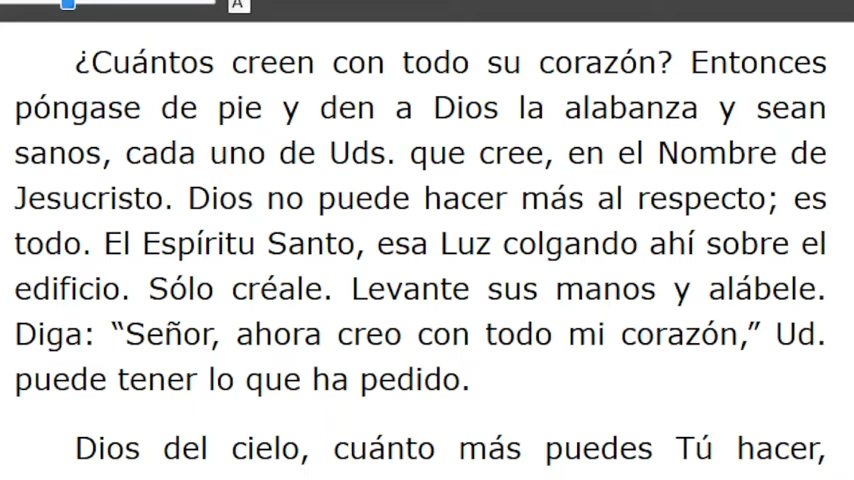 A
¿Cuántos creen con todo su corazón? Entonces
póngase de pie y den a Dios la alabanza y sean
sanos, cada uno de Uds. que cree, en el Nombre de
Jesucristo. Dios no puede hacer más al respecto; es
todo. El Espíritu Santo, esa Luz colgando ahí sobre el
edificio. Sólo créale. Levante sus manos y alábele.
Diga: “Señor, ahora creo con todo mi corazón,” Ud.
puede tener lo que ha pedido.
Dios del cielo, cuánto más puedes Tú hacer,